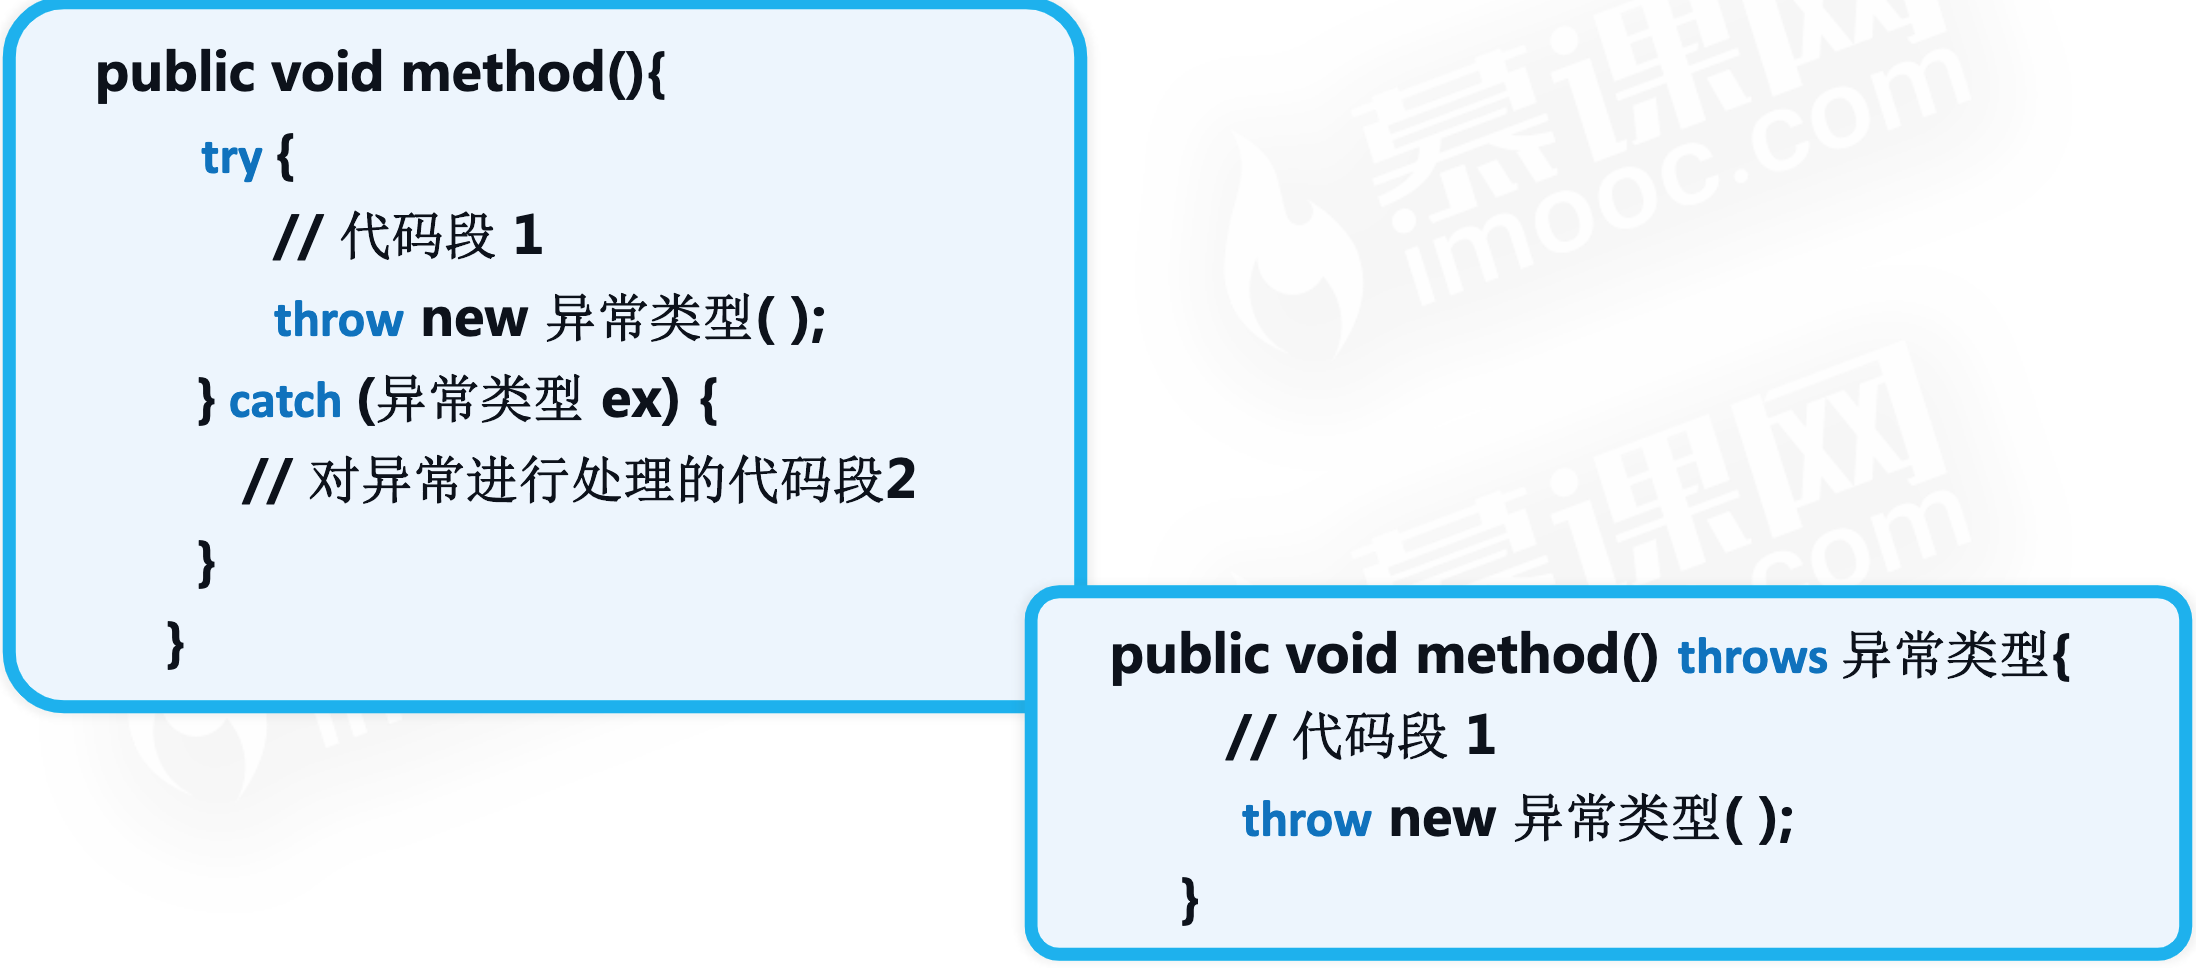 public void method(){
try {
// 代码段 1
throw new 异常类型( );
} catch (异常类型 ex) {
// 对异常进行处理的代码段2
}
}
public void method() throws 异常类型{
// 代码段 1
throw new 异常类型( );
}
慕课网
imooc.com
慕课网
.com
im